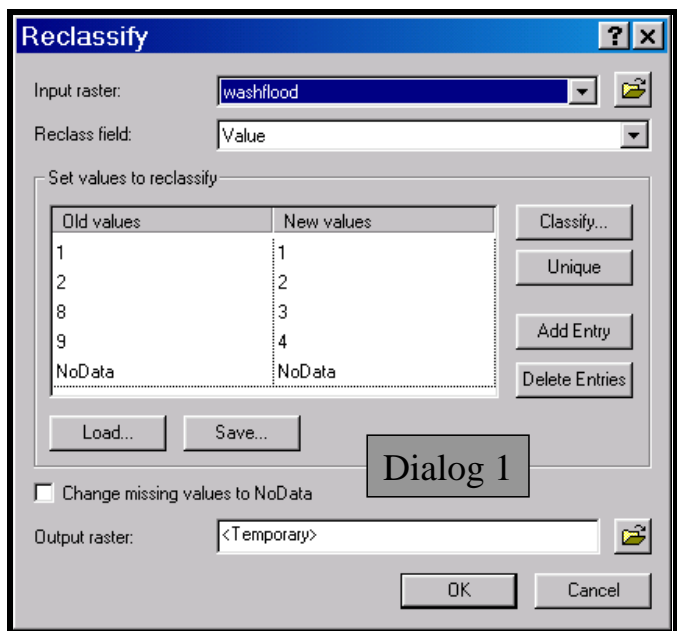 Reclassify
Input raster: washflood
Reclass field: Value
Set values to reclassify
Old values New values
1 1
2 2
8 3
9 4
NoData NoData
Classify...
Unique
Add Entry
Delete Entries
Load... Save...
Dialog 1
Change missing values to NoData
Output raster: <Temporary>
OK Cancel